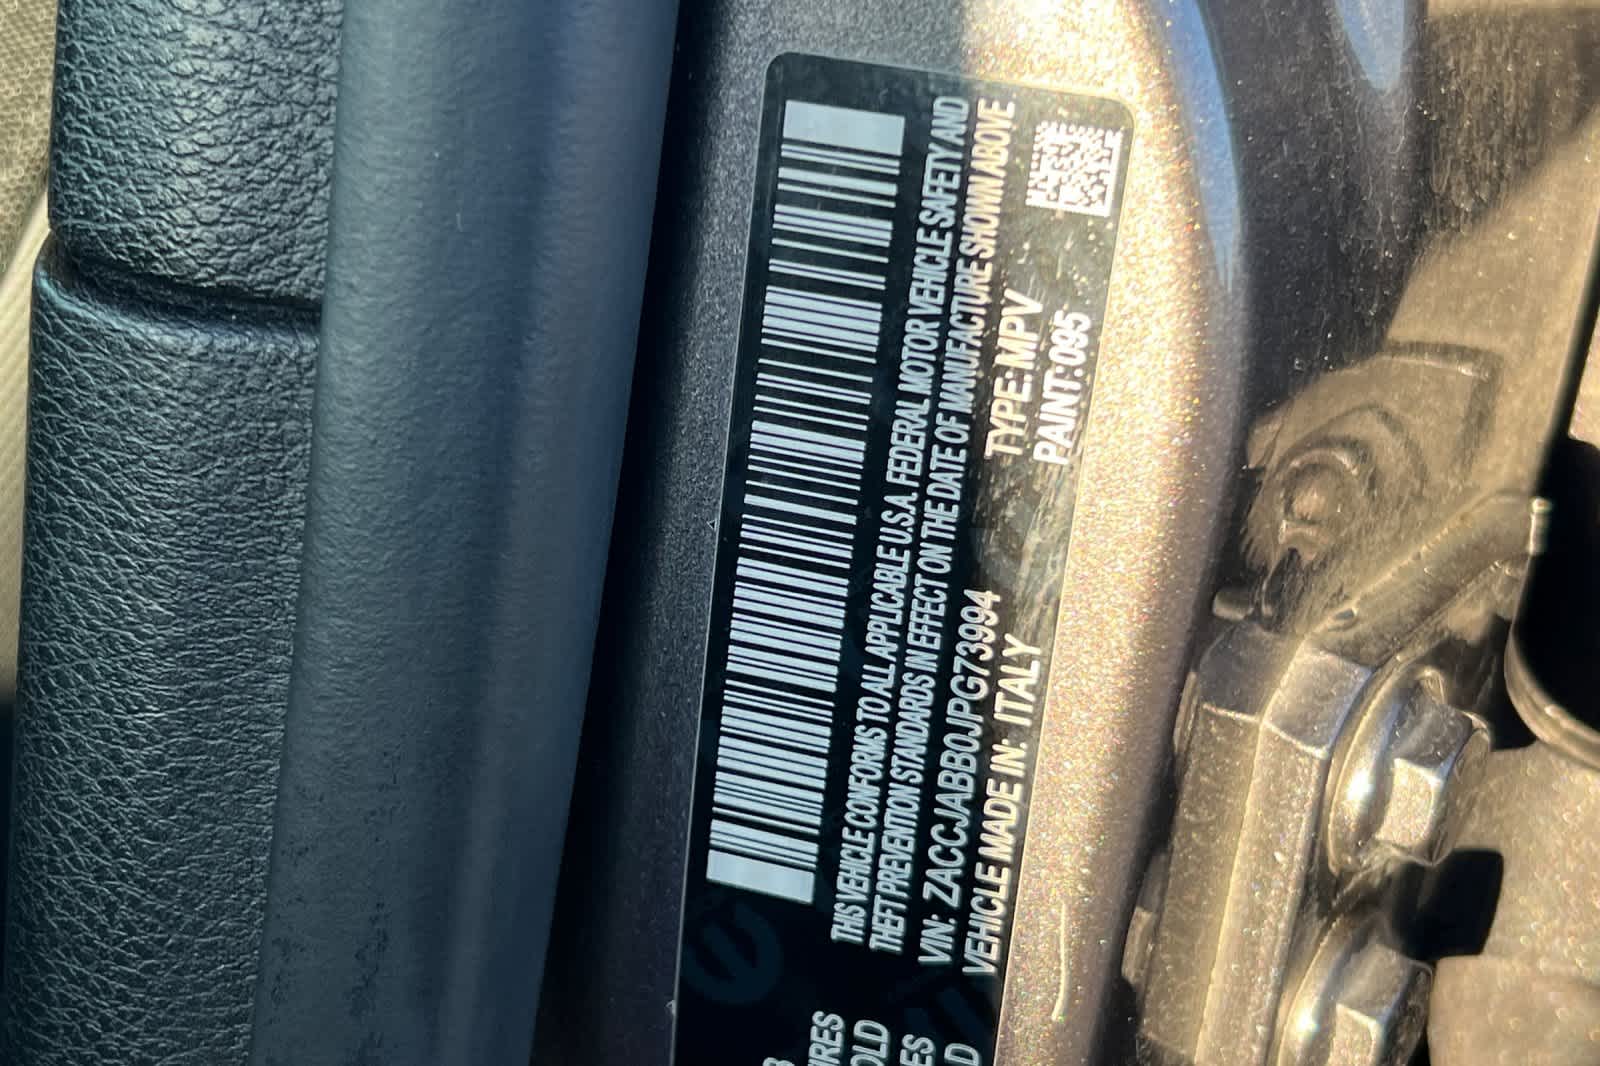 THIS VEHICLE CONFORMS TO ALL APPLICABLE U.S.A. FEDERAL MOTOR VEHICLE SAFETY AND
THEFT PREVENTION STANDARDS IN EFFECT ON THE DATE OF MANUFACTURE SHOWN ABOVE
VIN: ZACCJABB0JPG73994 TYPE: MPV
VEHICLE MADE IN: ITALY PAINT:095